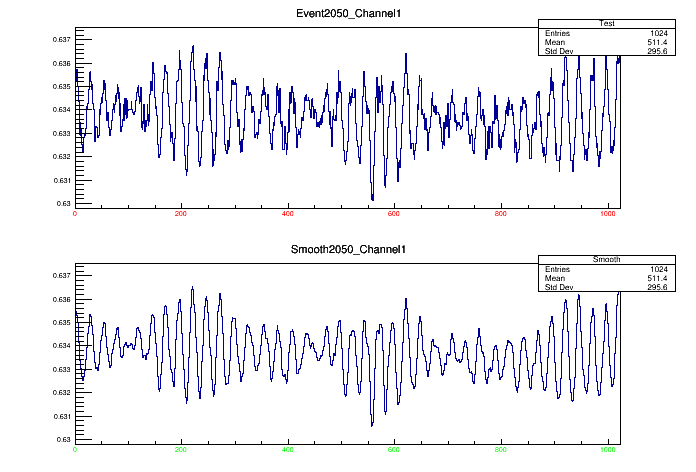 Event2050_Channel1
Test
Entries 1024
Mean 511.4
Std Dev 295.6
0.637
0.636
0.635
0.634
0.633
0.632
0.631
0.63
0 200 400 600 800 1000
Smooth2050_Channel1
Smooth
Entries 1024
Mean 511.4
Std Dev 295.6
0.637
0.636
0.635
0.634
0.633
0.632
0.631
0.63
0 200 400 600 800 1000